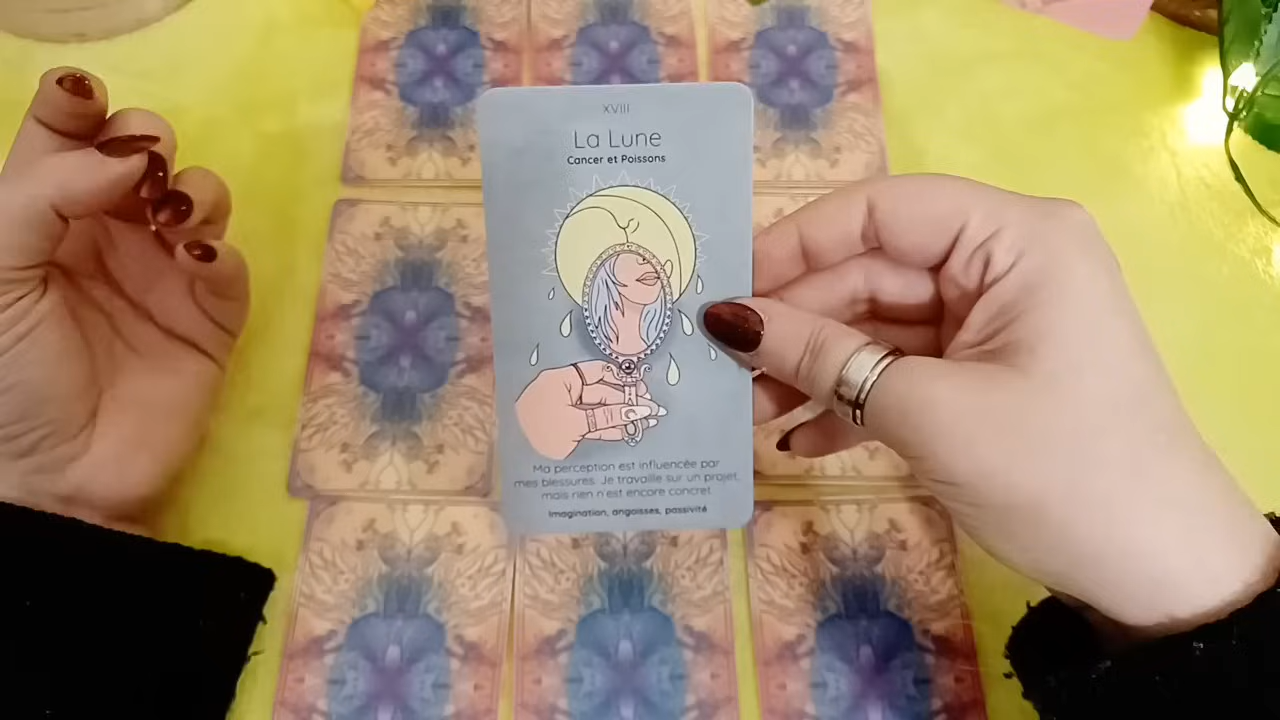 XVIII
La Lune
Cancer et Poissons
Ma perception est influencée par
mes blessures. Je travaille sur un projet,
mais rien n'est encore concret
Imagination, angoisses, passivité